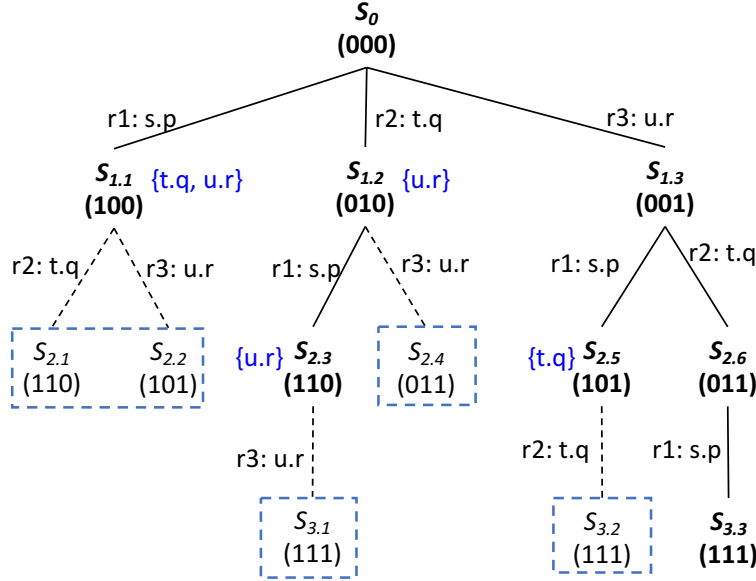 S0
(000)
r1: s.p
r2: t.q
r3: u.r
S1.1
{t.q, u.r}
(100)
S1.2
{u.r}
(010)
S1.3
(001)
r2: t.q
r3: u.r
r1: s.p
r3: u.r
r1: s.p
r2: t.q
S2.1
(110)
S2.2
(101)
{u.r}
S2.3
(110)
S2.4
(011)
{t.q}
S2.5
(101)
S2.6
(011)
r3: u.r
r2: t.q
r1: s.p
S3.1
(111)
S3.2
(111)
S3.3
(111)